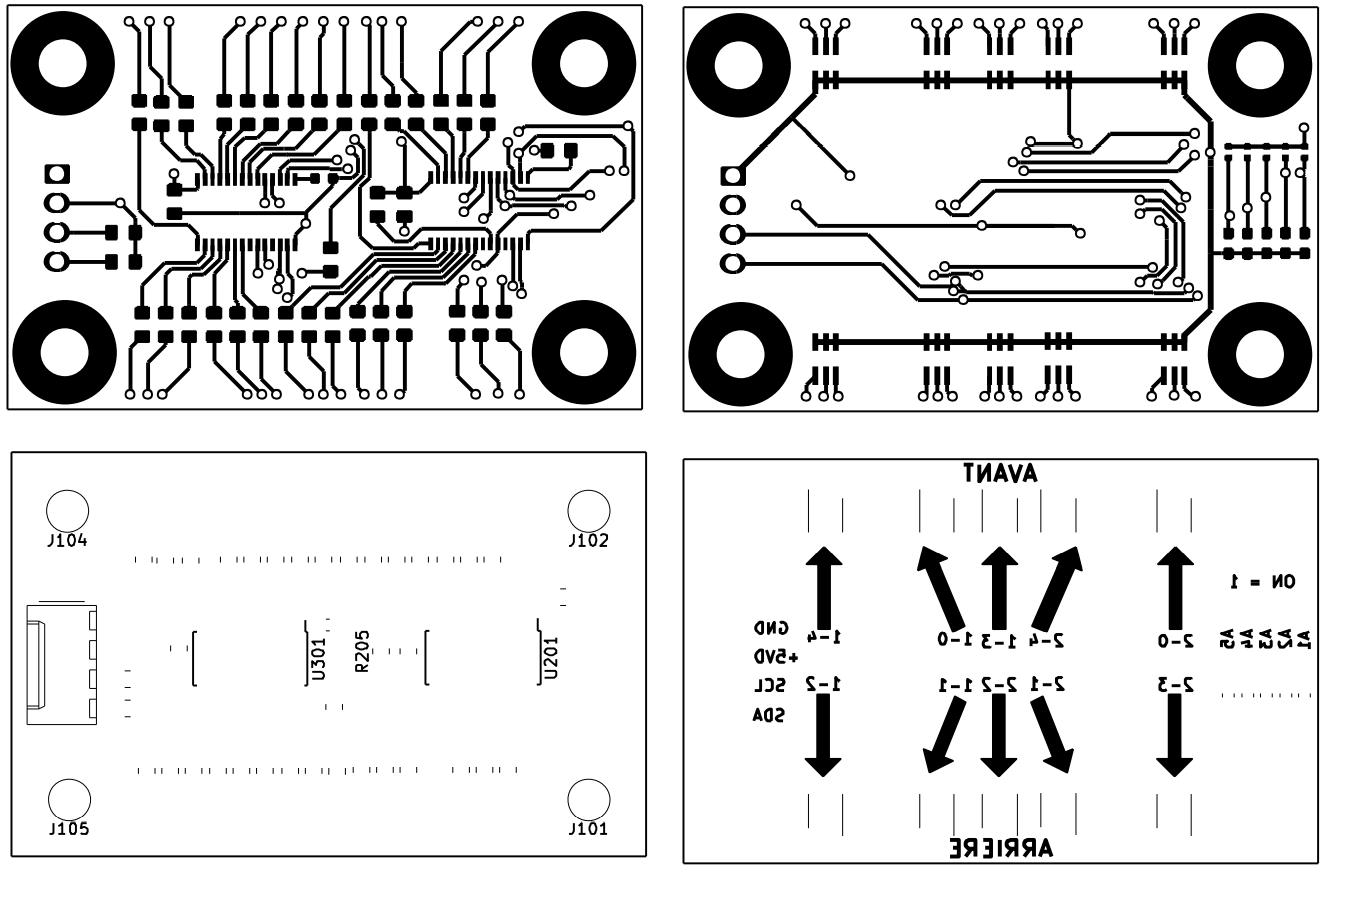 J104
J102
U301
R205
U201
J105
J101
AVANT
ON = 1
GND
1-4
1-0
1-3
2-4
2-0
A5
A4
A3
A2
A1
+5VD
SCL
1-2
1-1
2-2
2-1
2-3
SDA
ARRIERE